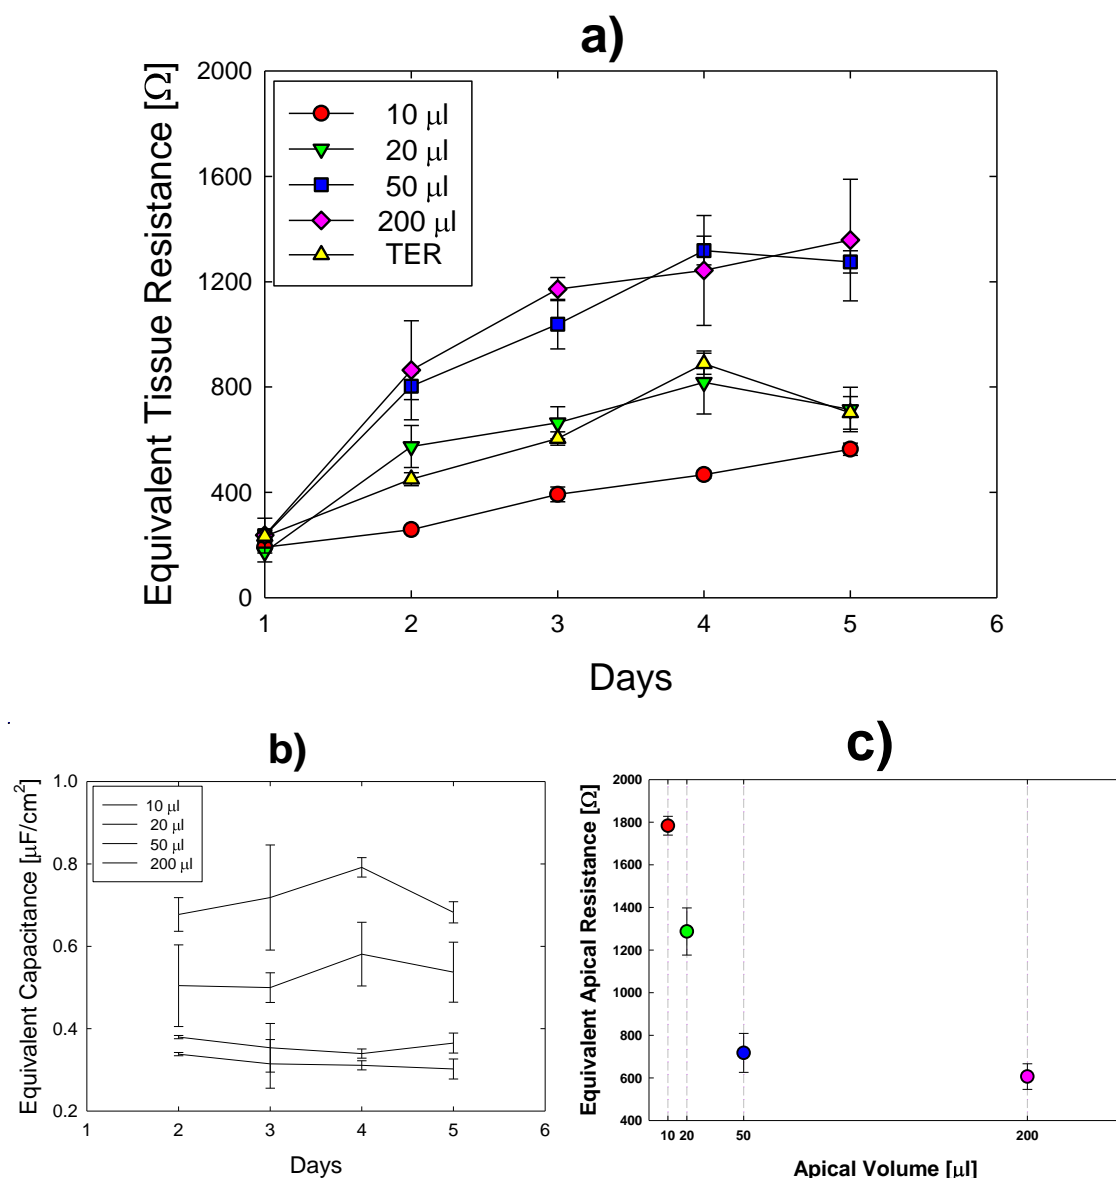 a)
Equivalent Tissue Resistance [Ω]
2000
1600
1200
800
400
0
10 μl
20 μl
50 μl
200 μl
TER
1
2
3
4
5
6
Days
b)
Equivalent Capacitance [μF/cm²]
1.0
0.8
0.6
0.4
0.2
10 μl
20 μl
50 μl
200 μl
1
2
3
4
5
6
Days
c)
Equivalent Apical Resistance [Ω]
2000
1800
1600
1400
1200
1000
800
600
400
10
20
50
200
Apical Volume [μl]